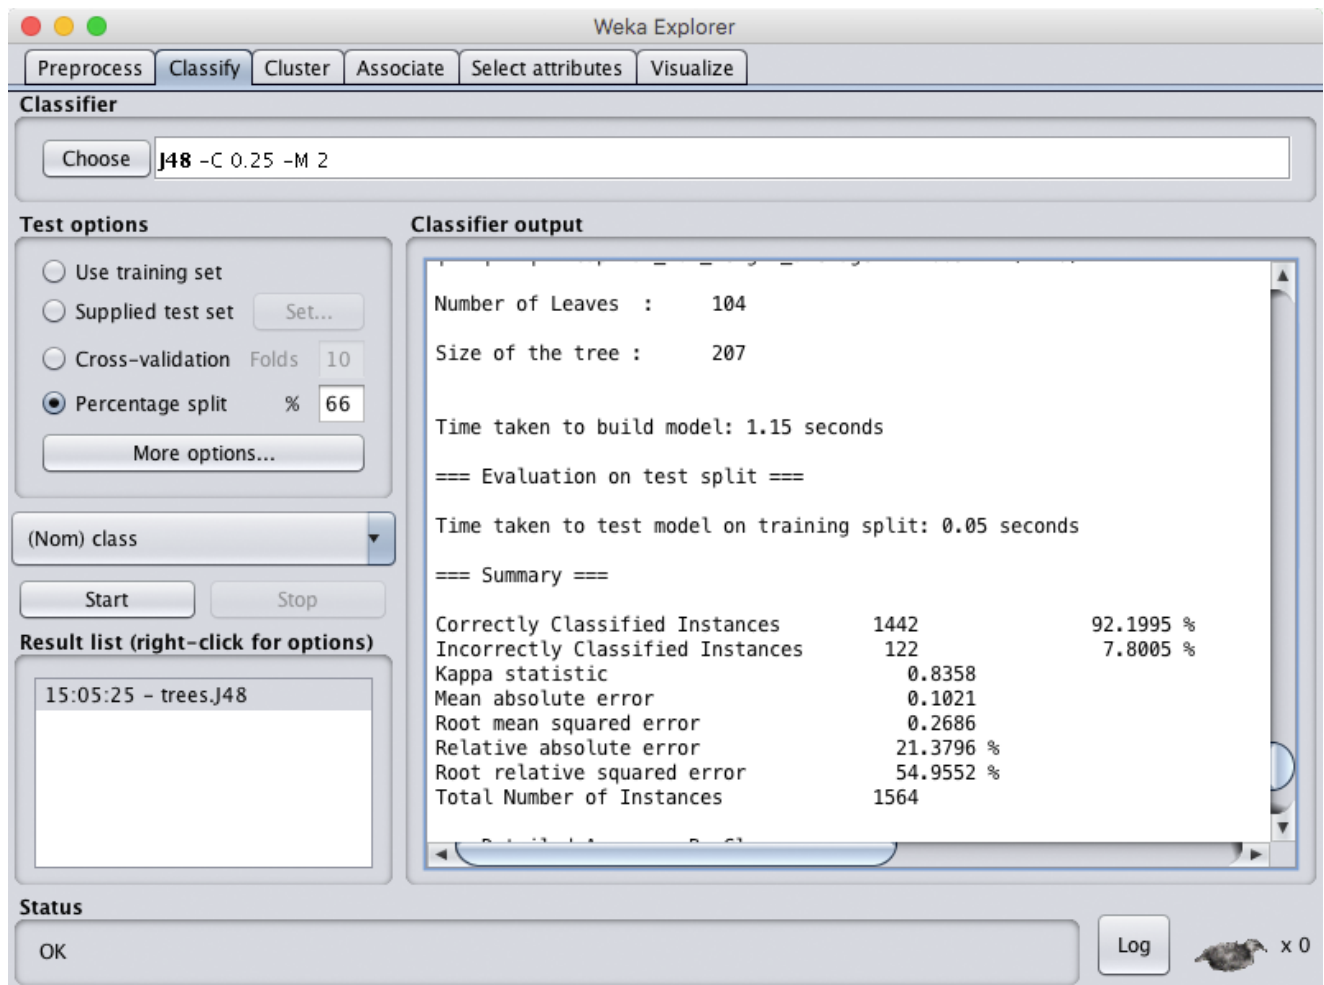 Weka Explorer
Preprocess Classify Cluster Associate Select attributes Visualize
Classifier
Choose J48 -C 0.25 -M 2
Test options
Use training set
Supplied test set Set...
Cross-validation Folds 10
Percentage split % 66
More options...
(Nom) class
Start Stop
Result list (right-click for options)
15:05:25 - trees.J48
Classifier output
Number of Leaves : 104
Size of the tree : 207
Time taken to build model: 1.15 seconds
=== Evaluation on test split ===
Time taken to test model on training split: 0.05 seconds
=== Summary ===
Correctly Classified Instances 1442 92.1995 %
Incorrectly Classified Instances 122 7.8005 %
Kappa statistic 0.8358
Mean absolute error 0.1021
Root mean squared error 0.2686
Relative absolute error 21.3796 %
Root relative squared error 54.9552 %
Total Number of Instances 1564
Status
OK
Log x 0